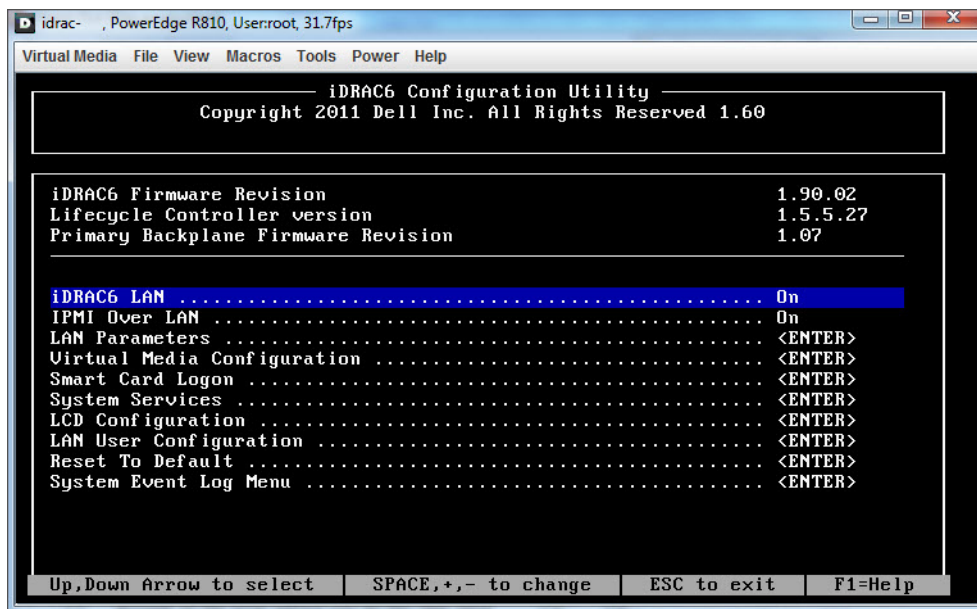 idrac- , PowerEdge R810, User:root, 31.7fps
Virtual Media File View Macros Tools Power Help
iDRAC6 Configuration Utility
Copyright 2011 Dell Inc. All Rights Reserved 1.60
iDRAC6 Firmware Revision 1.90.02
Lifecycle Controller version 1.5.5.27
Primary Backplane Firmware Revision 1.07
iDRAC6 LAN ................................................... On
IPMI Over LAN ................................................ On
LAN Parameters ............................................... <ENTER>
Virtual Media Configuration .................................. <ENTER>
Smart Card Logon ............................................. <ENTER>
System Services .............................................. <ENTER>
LCD Configuration ............................................ <ENTER>
LAN User Configuration ....................................... <ENTER>
Reset To Default ............................................. <ENTER>
System Event Log Menu ........................................ <ENTER>
Up,Down Arrow to select SPACE,+,- to change ESC to exit F1=Help